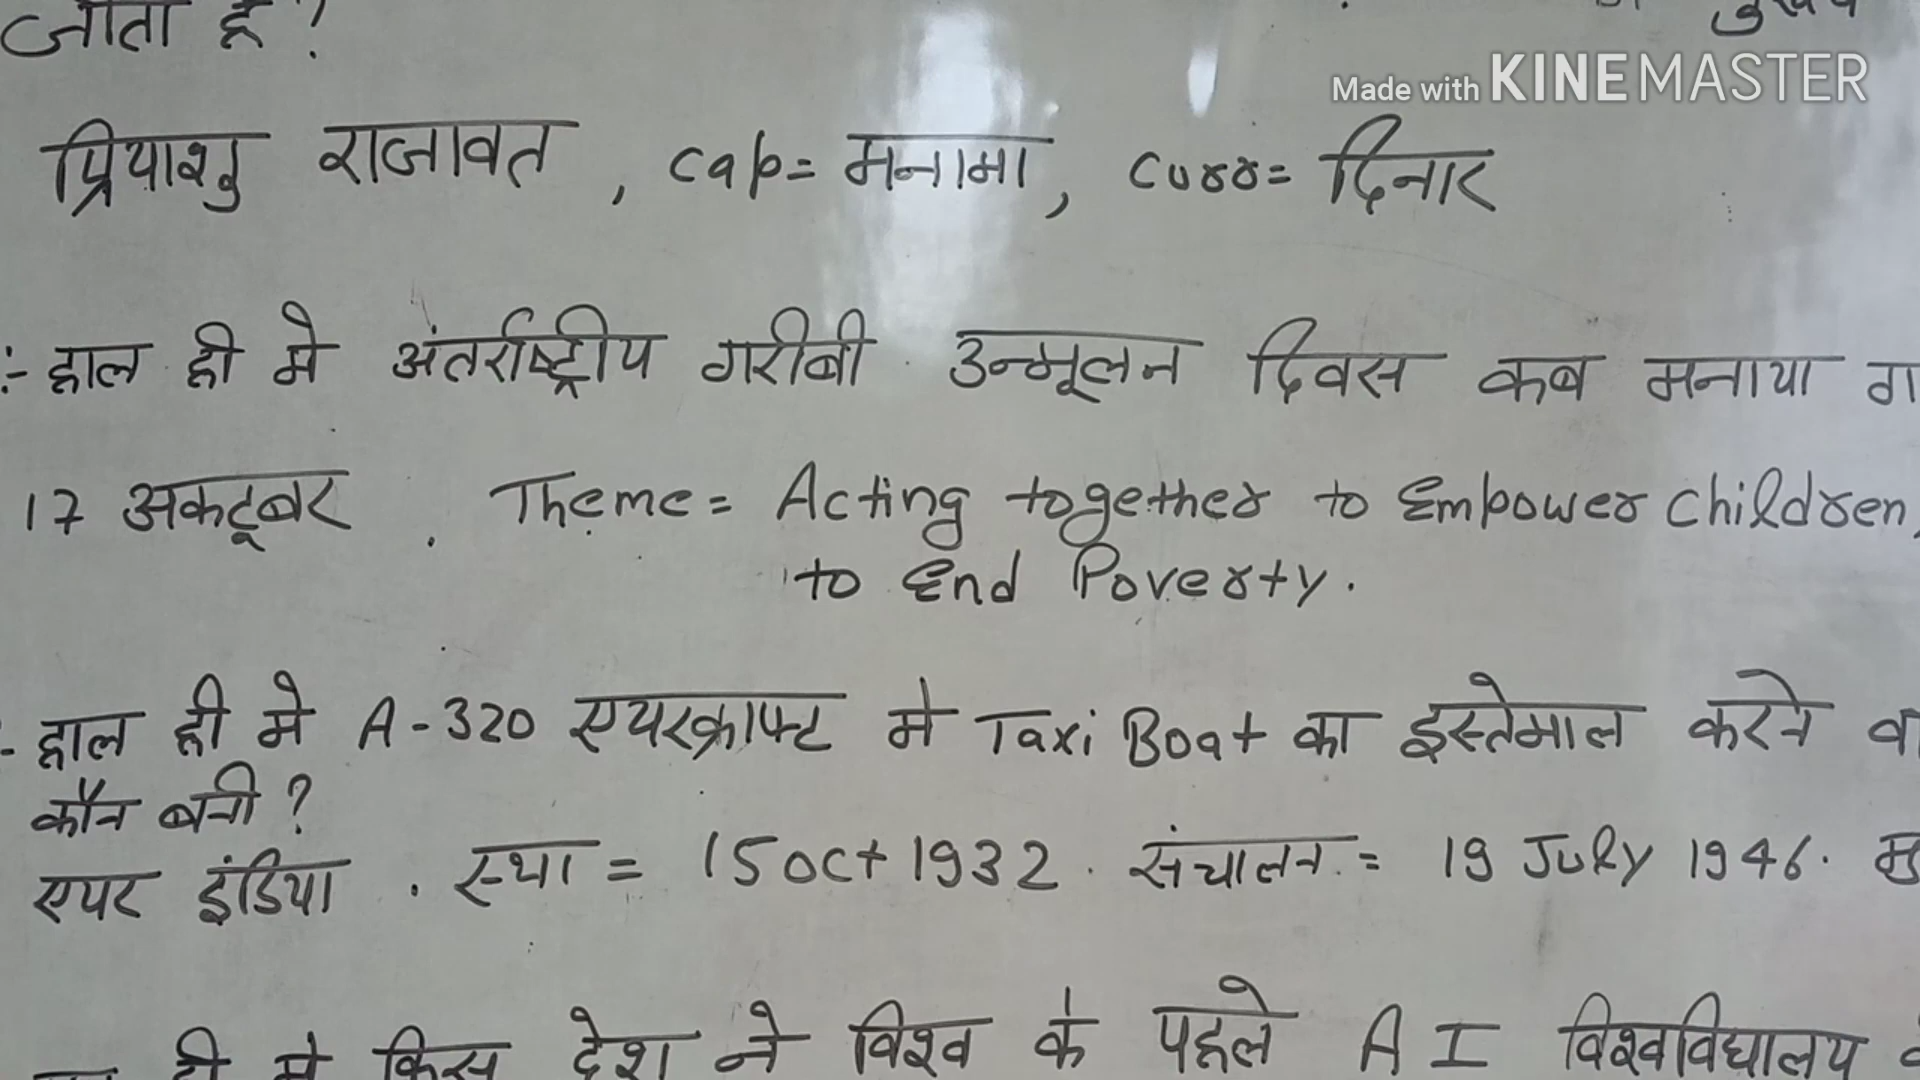 जाता है?
Made with KINEMASTER
प्रियाशु राजावत, Cap= मनामा, Curr= दिनार
:- हाल ही मे अंतर्राष्ट्रीय गरीबी उन्मूलन दिवस कब मनाया
17 अकटूबर. Theme= Acting together to Empower Children,
to End Poverty.
- हाल ही मे A-320 एयरक्राफ्ट मे Taxi Boat का इस्तेमाल करने
कौन बनी?
एयर इंडिया. स्था = 15 Oct 1932. संचालन = 19 July 1946.
ही मे किस देश ने विश्व के पहले AI विश्वविद्यालय